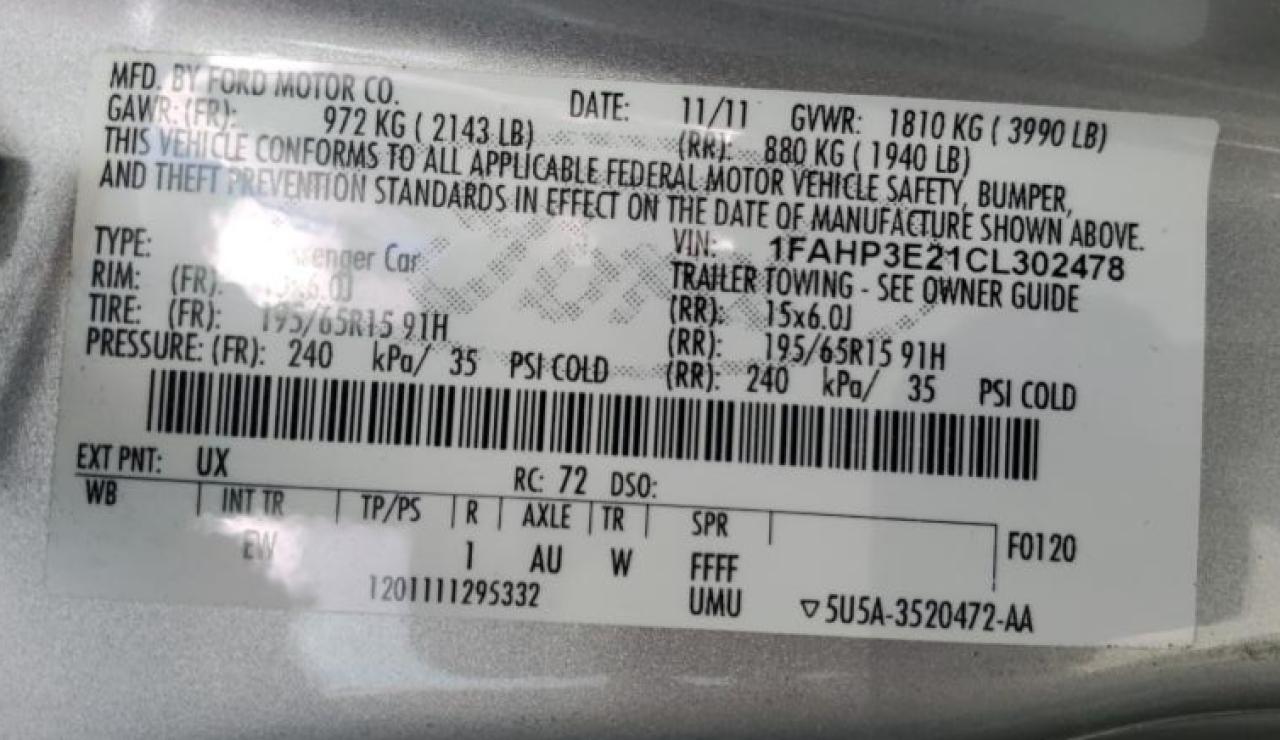 MFD. BY FORD MOTOR CO. DATE: 11/11 GVWR: 1810 KG ( 3990 LB)
GAWR: (FR): 972 KG ( 2143 LB) (RR): 880 KG ( 1940 LB)
THIS VEHICLE CONFORMS TO ALL APPLICABLE FEDERAL MOTOR VEHICLE SAFETY, BUMPER,
AND THEFT PREVENTION STANDARDS IN EFFECT ON THE DATE OF MANUFACTURE SHOWN ABOVE.
VIN: 1FAHP3E21CL302478
TYPE: Car TRAILER TOWING - SEE OWNER GUIDE
RIM: (FR): (RR): 15x6.0J
TIRE: (FR): 195/65R15 91H (RR): 195/65R15 91H
PRESSURE: (FR): 240 kPa/ 35 PSI COLD (RR): 240 kPa/ 35 PSI COLD
EXT PNT: UX RC: 72 DSO:
WB INT TR TP/PS R AXLE TR SPR F0120
EW 1 AU W FFFF
1201111295332 UMU ▽5U5A-3520472-AA